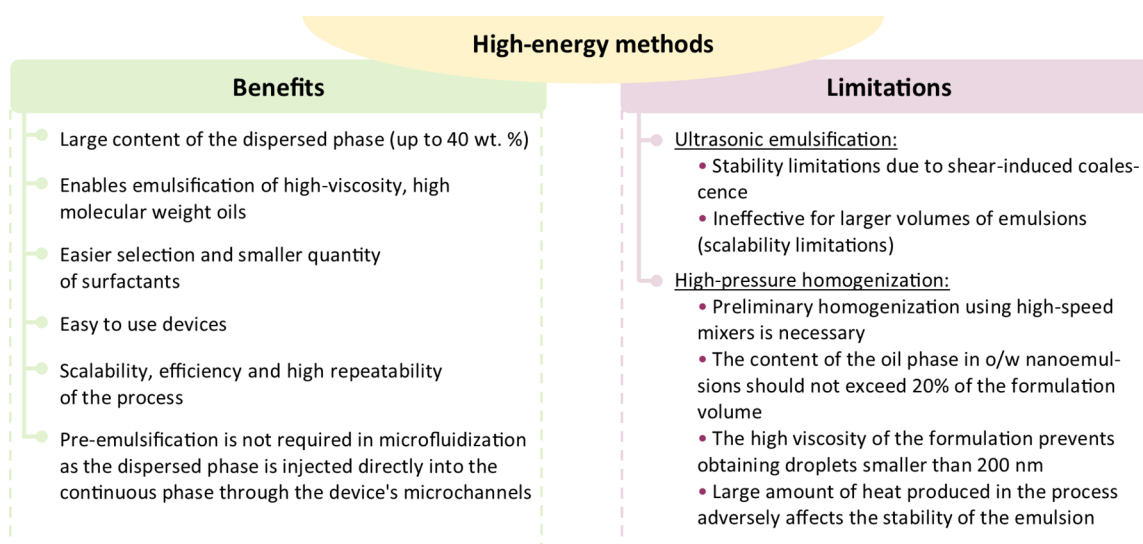 High-energy methods
Benefits
Large content of the dispersed phase (up to 40 wt. %)
Enables emulsification of high-viscosity, high
molecular weight oils
Easier selection and smaller quantity
of surfactants
Easy to use devices
Scalability, efficiency and high repeatability
of the process
Pre-emulsification is not required in microfluidization
as the dispersed phase is injected directly into the
continuous phase through the device's microchannels
Limitations
Ultrasonic emulsification:
• Stability limitations due to shear-induced coales-
cence
• Ineffective for larger volumes of emulsions
(scalability limitations)
High-pressure homogenization:
• Preliminary homogenization using high-speed
mixers is necessary
• The content of the oil phase in o/w nanoemul-
sions should not exceed 20% of the formulation
volume
• The high viscosity of the formulation prevents
obtaining droplets smaller than 200 nm
• Large amount of heat produced in the process
adversely affects the stability of the emulsion